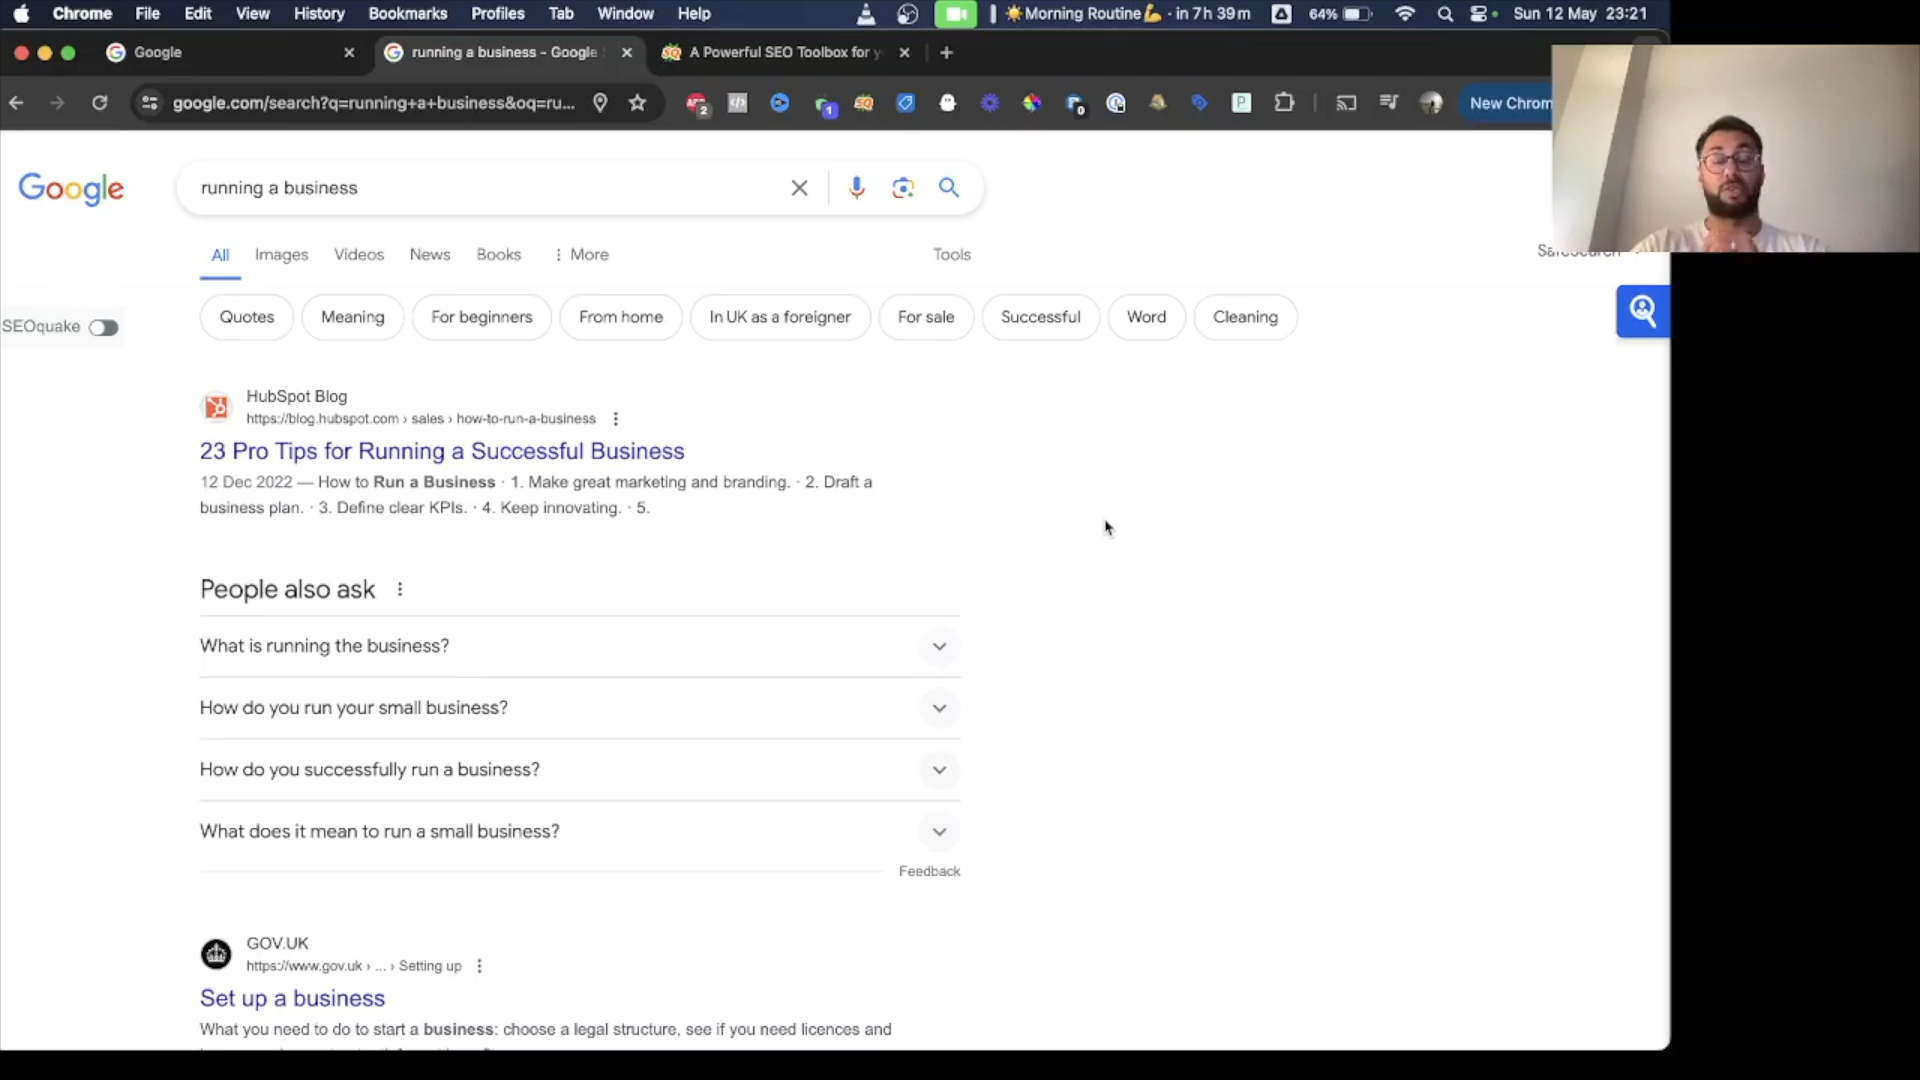 Chrome File Edit View History Bookmarks Profiles Tab Window Help ☀️Morning Routine💪 · in 7h 39m 64% Sun 12 May 23:21
Google running a business - Google A Powerful SEO Toolbox for
google.com/search?q=running+a+business&oq=ru... 2 1 0 New Chrom
Google running a business
All Images Videos News Books More Tools SafeSearch
SEOquake Quotes Meaning For beginners From home In UK as a foreigner For sale Successful Word Cleaning
HubSpot Blog
https://blog.hubspot.com › sales › how-to-run-a-business
23 Pro Tips for Running a Successful Business
12 Dec 2022 — How to Run a Business · 1. Make great marketing and branding. · 2. Draft a
business plan. · 3. Define clear KPIs. · 4. Keep innovating. · 5.
People also ask
What is running the business?
How do you run your small business?
How do you successfully run a business?
What does it mean to run a small business?
Feedback
GOV.UK
https://www.gov.uk › ... › Setting up
Set up a business
What you need to do to start a business: choose a legal structure, see if you need licences and